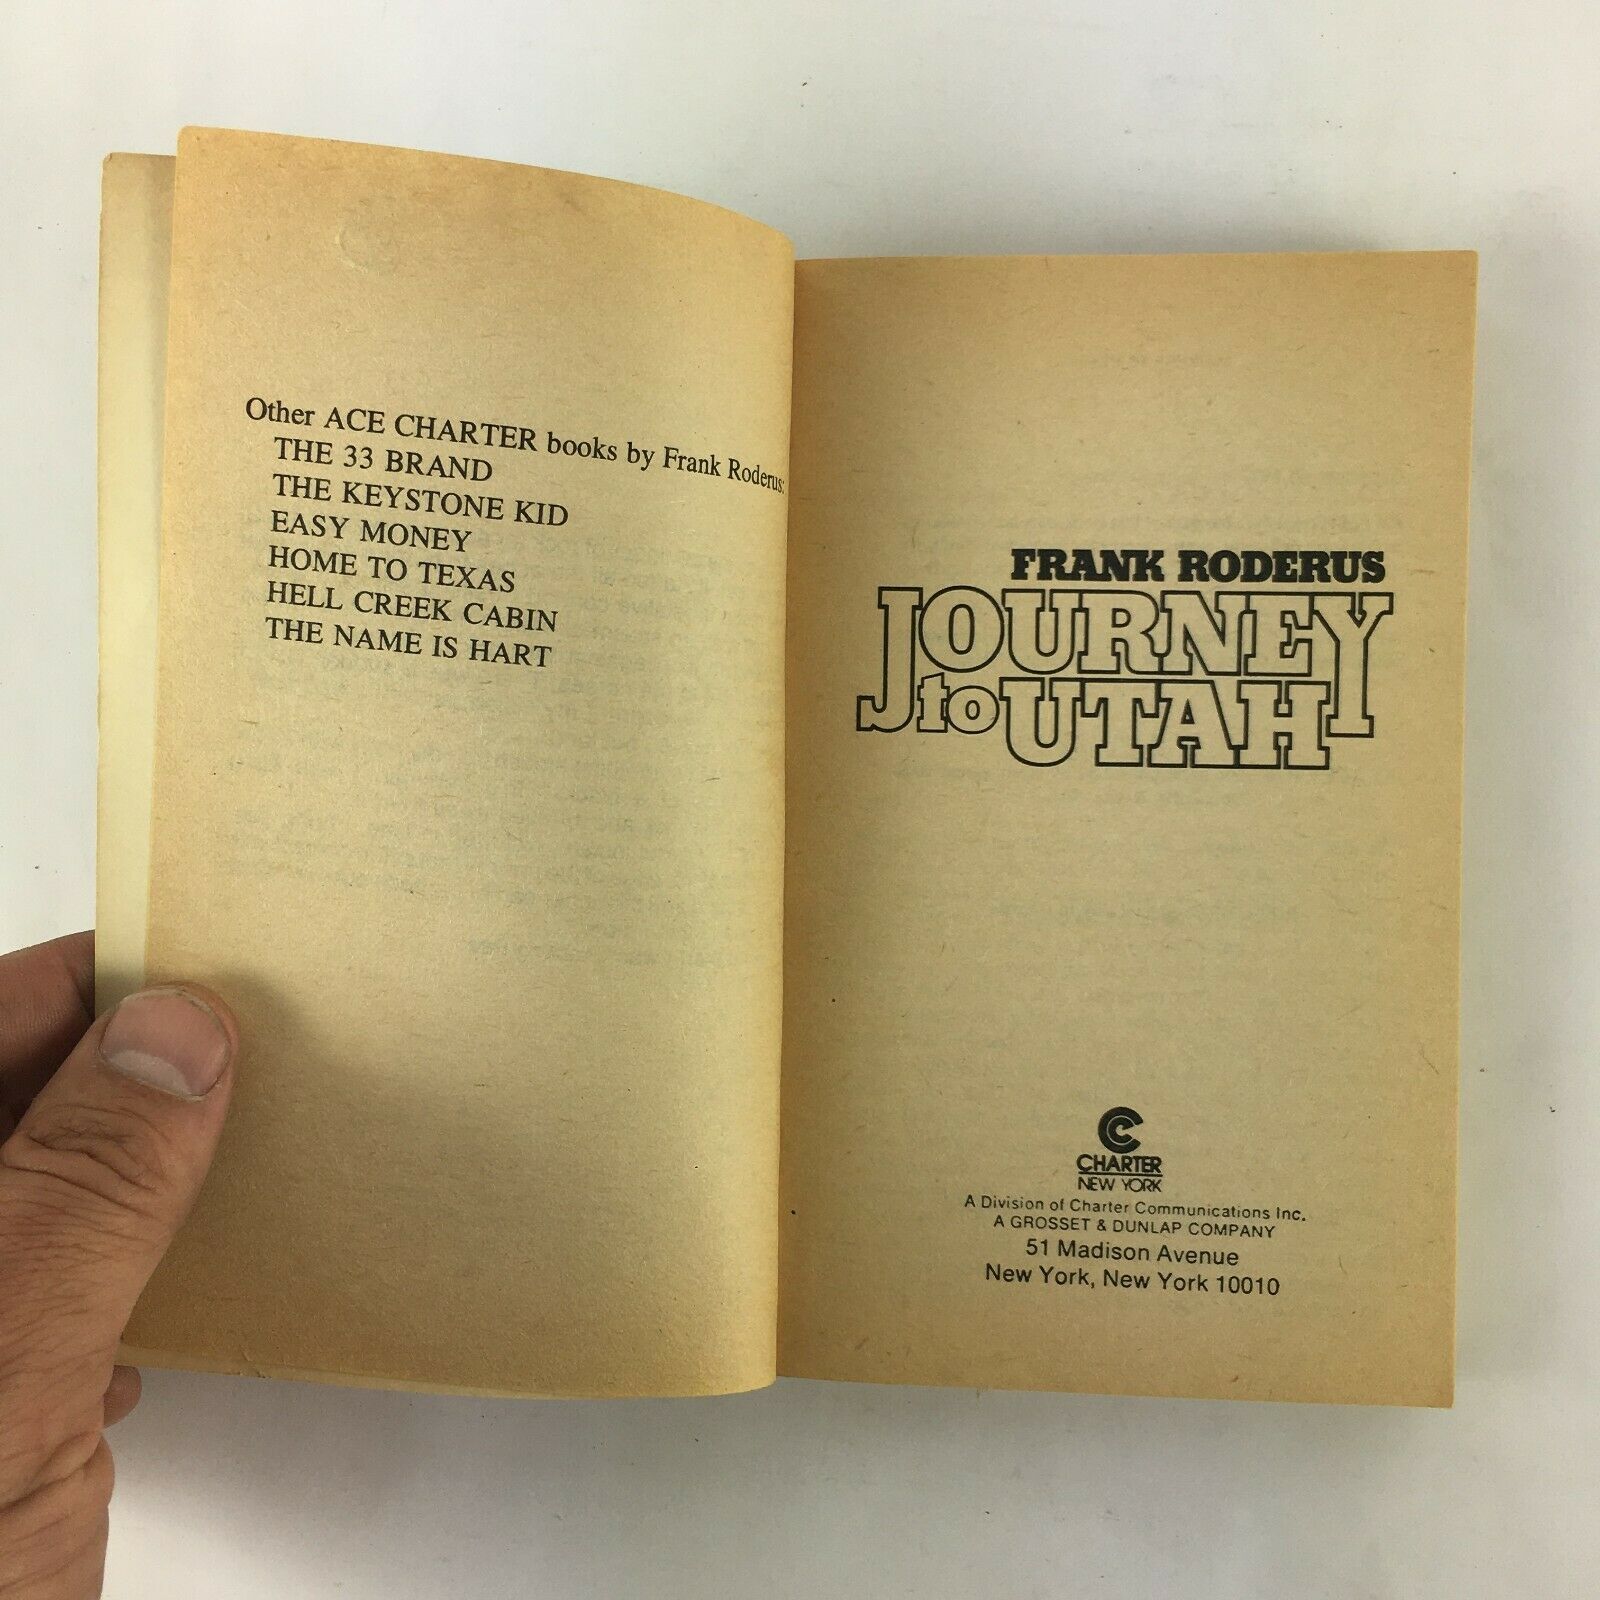 Other ACE CHARTER books by Frank Roderus:
THE 33 BRAND
THE KEYSTONE KID
EASY MONEY
HOME TO TEXAS
HELL CREEK CABIN
THE NAME IS HART
FRANK RODERUS
JOURNEY
to UTAH
CHARTER
NEW YORK
A Division of Charter Communications Inc.
A GROSSET & DUNLAP COMPANY
51 Madison Avenue
New York, New York 10010